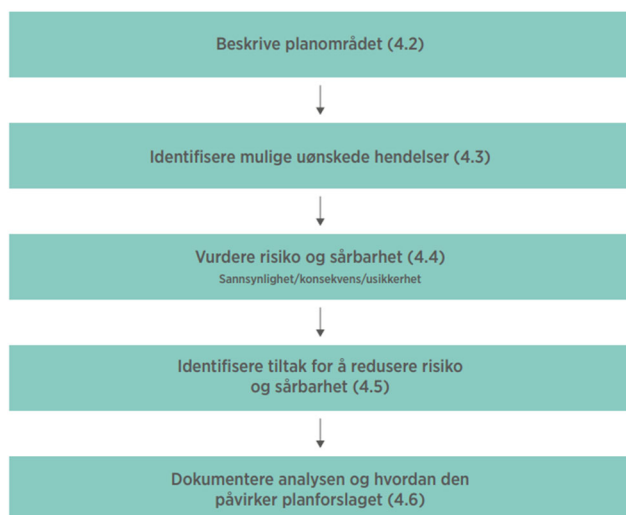 Beskrive planområdet (4.2)
Identifisere mulige uønskede hendelser (4.3)
Vurdere risiko og sårbarhet (4.4)
Sannsynlighet/konsekvens/usikkerhet
Identifisere tiltak for å redusere risiko
og sårbarhet (4.5)
Dokumentere analysen og hvordan den
påvirker planforslaget (4.6)